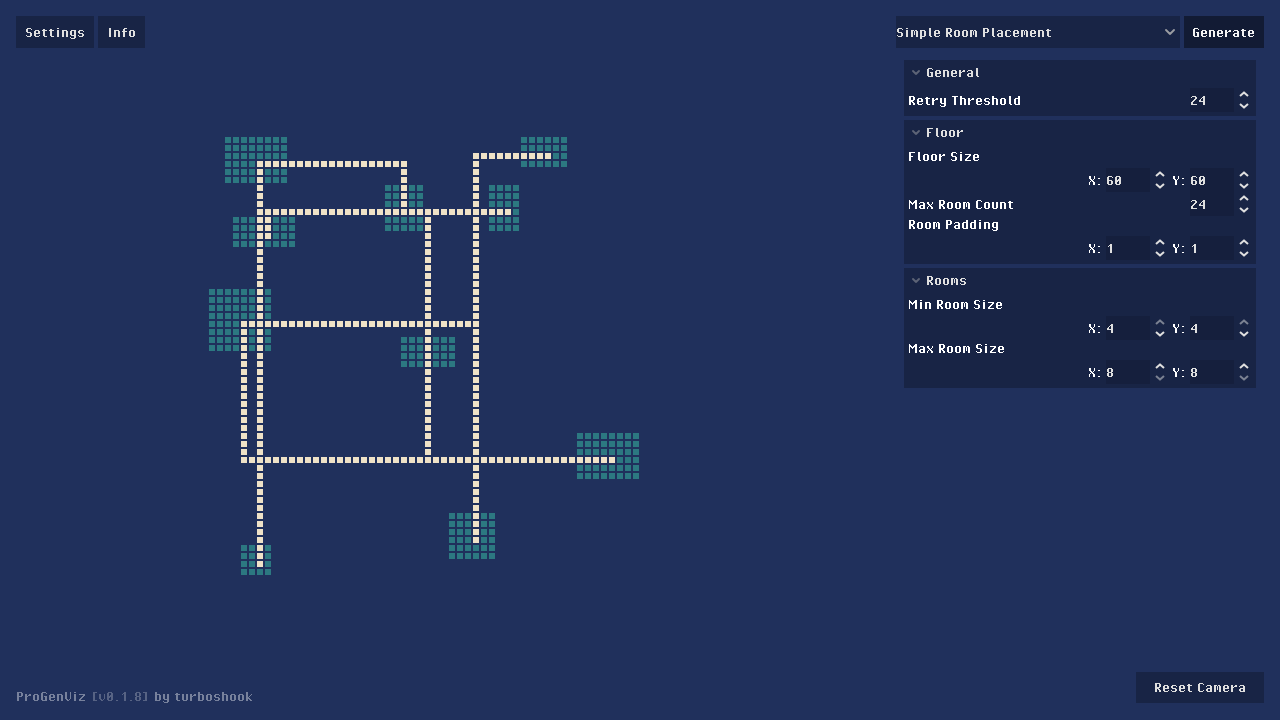 Settings Info Simple Room Placement Generate
General
Retry Threshold 24
Floor
Floor Size
X: 60 Y: 60
Max Room Count 24
Room Padding
X: 1 Y: 1
Rooms
Min Room Size
X: 4 Y: 4
Max Room Size
X: 8 Y: 8
Reset Camera
ProGenViz [v0.1.8] by turboshook